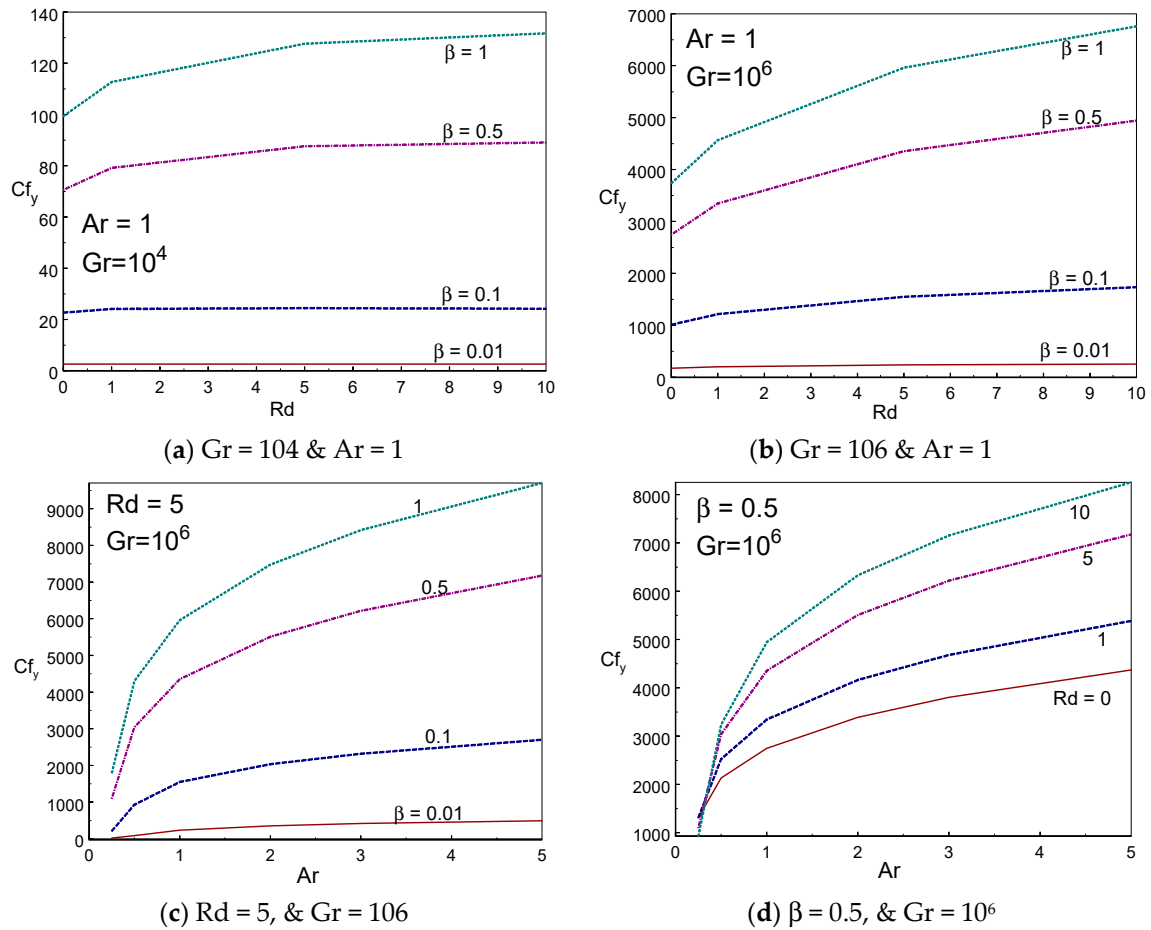 140
120
100
80
60
40
20
0
Cf_y
β = 1
β = 0.5
Ar = 1
Gr=10^4
β = 0.1
β = 0.01
0 1 2 3 4 5 6 7 8 9 10
Rd
(a) Gr = 104 & Ar = 1
7000
6000
5000
4000
3000
2000
1000
0
Cf_y
Ar = 1
Gr=10^6
β = 1
β = 0.5
β = 0.1
β = 0.01
0 1 2 3 4 5 6 7 8 9 10
Rd
(b) Gr = 106 & Ar = 1
9000
8000
7000
6000
5000
4000
3000
2000
1000
0
Cf_y
Rd = 5
Gr=10^6
1
0.5
0.1
β = 0.01
0 1 2 3 4 5
Ar
(c) Rd = 5, & Gr = 106
8000
7000
6000
5000
4000
3000
2000
1000
Cf_y
β = 0.5
Gr=10^6
10
5
1
Rd = 0
0 1 2 3 4 5
Ar
(d) β = 0.5, & Gr = 10⁶